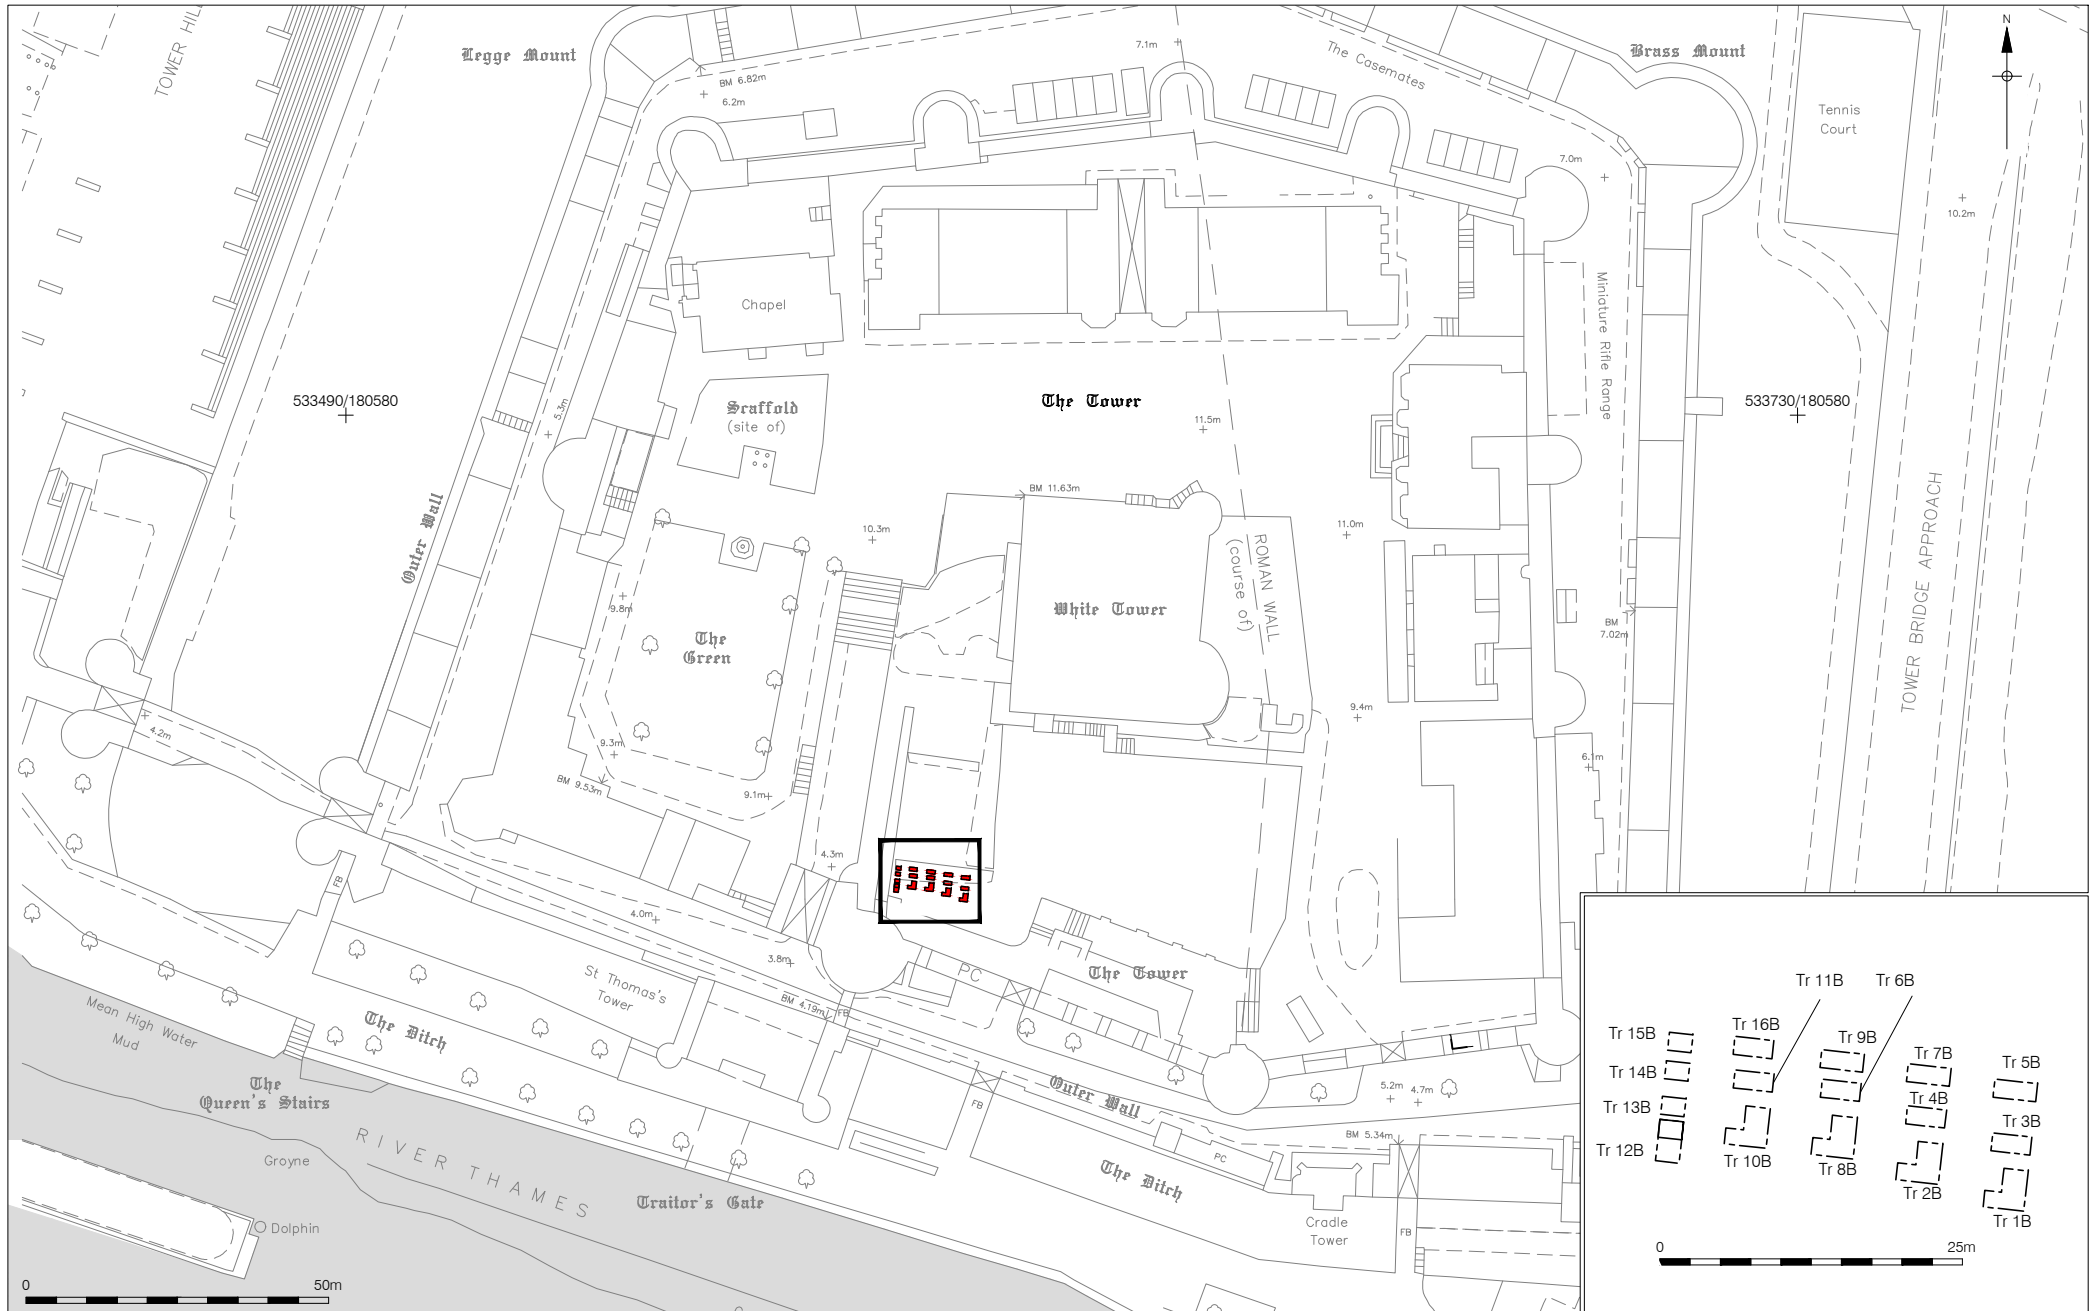 TOWER HILL
Legge Mount
BM 6.82m
6.2m
7.1m
The Casemates
Brass Mount
N
Tennis
Court
7.0m
10.2m
Chapel
Miniature Rifle Range
533490/180580
5.3m
Scaffold
(site of)
The Tower
11.5m
533730/180580
Outer Wall
BM 11.63m
10.3m
11.0m
ROMAN WALL
(course of)
TOWER BRIDGE APPROACH
9.8m
The
Green
White Tower
BM
7.02m
4.2m
9.3m
BM 9.53m
9.1m
9.4m
6.1m
4.3m
FB
4.0m
3.8m
St Thomas's
Tower
BM 4.19m
FB
PC
The Tower
Mean High Water
Mud
The Ditch
The
Queen's Stairs
Outer Wall
FB
5.2m
4.7m
BM 5.34m
PC
RIVER THAMES
Groyne
Traitor's Gate
The Ditch
Dolphin
Cradle
Tower
FB
0
50m
Tr 11B
Tr 6B
Tr 15B
Tr 16B
Tr 9B
Tr 7B
Tr 5B
Tr 14B
Tr 4B
Tr 13B
Tr 3B
Tr 12B
Tr 10B
Tr 8B
Tr 2B
Tr 1B
0
25m